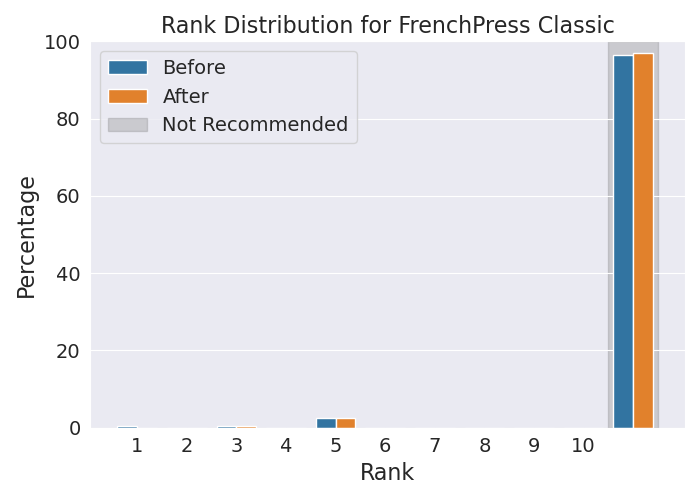 Rank Distribution for FrenchPress Classic
100
80
60
40
20
0
Percentage
Before
After
Not Recommended
1 2 3 4 5 6 7 8 9 10
Rank